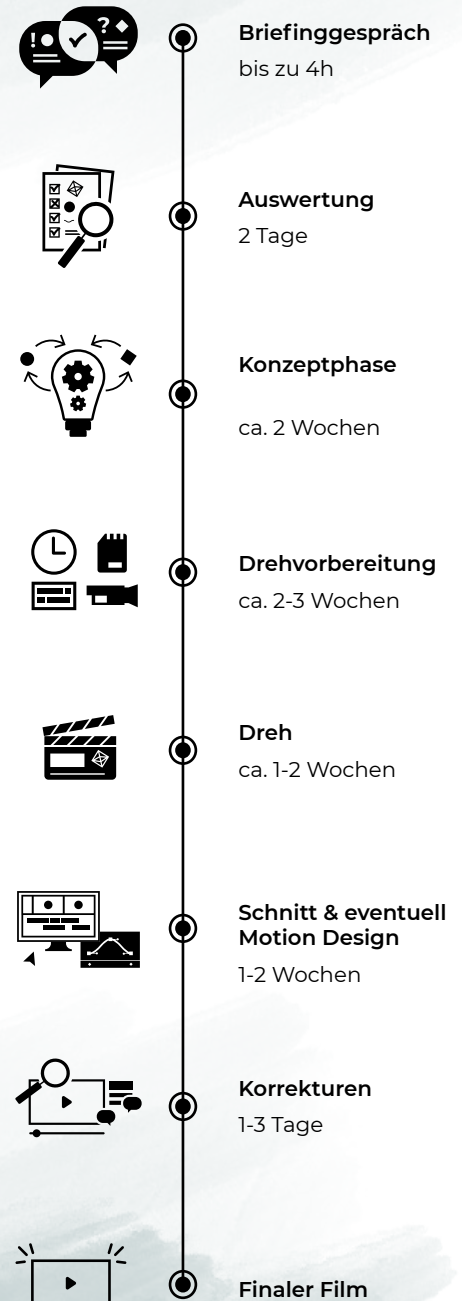 Briefinggespräch
bis zu 4h
Auswertung
2 Tage
Konzeptphase
ca. 2 Wochen
Drehvorbereitung
ca. 2-3 Wochen
Dreh
ca. 1-2 Wochen
Schnitt & eventuell
Motion Design
1-2 Wochen
Korrekturen
1-3 Tage
Finaler Film